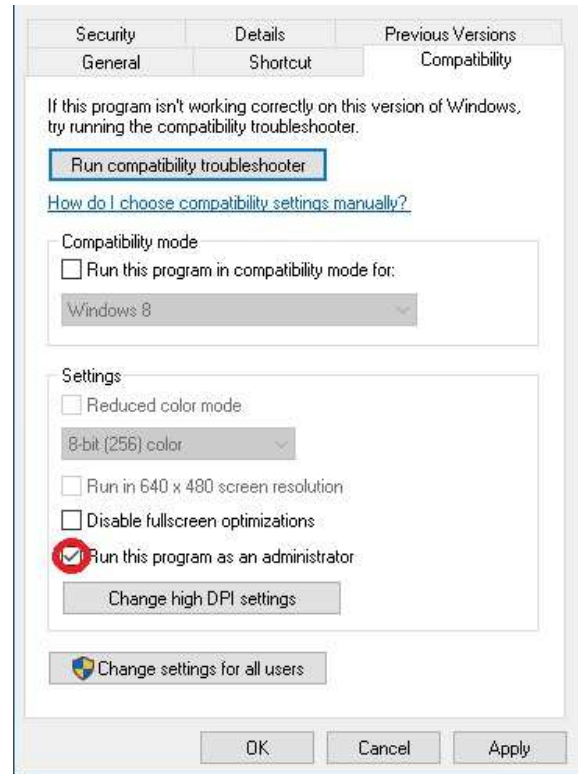 Security Details Previous Versions
General Shortcut Compatibility
If this program isn't working correctly on this version of Windows,
try running the compatibility troubleshooter.
Run compatibility troubleshooter
How do I choose compatibility settings manually?
Compatibility mode
Run this program in compatibility mode for:
Windows 8
Settings
Reduced color mode
8-bit (256) color
Run in 640 x 480 screen resolution
Disable fullscreen optimizations
Run this program as an administrator
Change high DPI settings
Change settings for all users
OK Cancel Apply